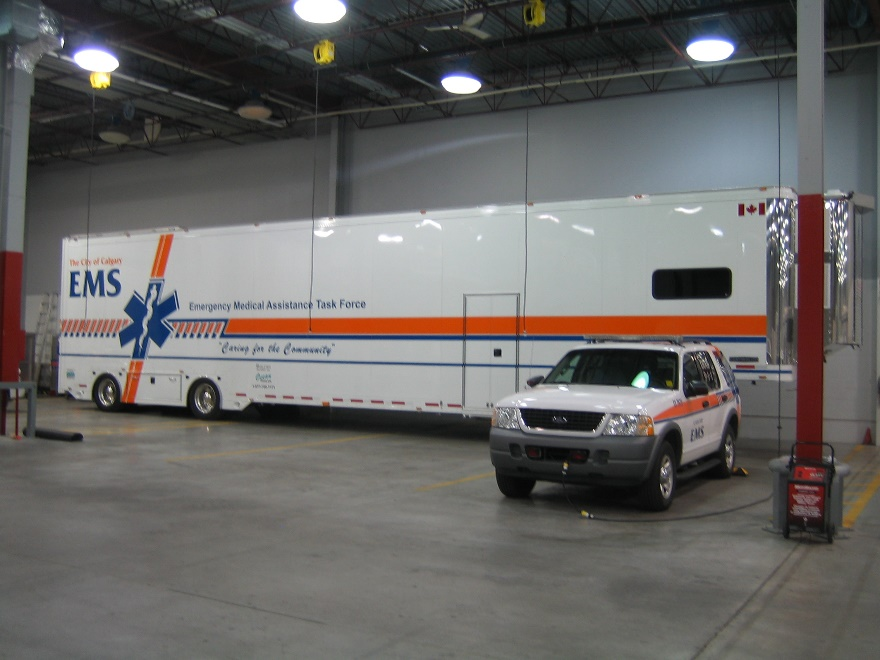 The City of Calgary
EMS
Emergency Medical Assistance Task Force
"Caring for the Community"
EMS